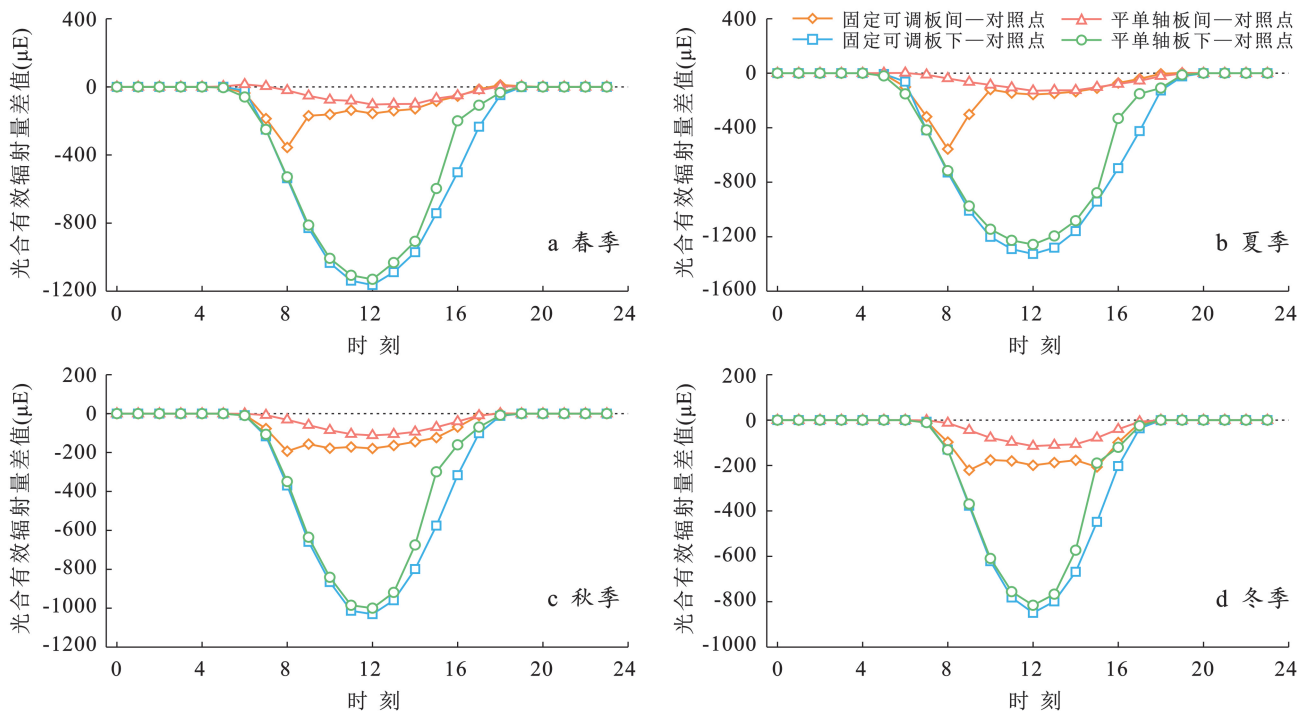 固定可调板间—对照点 平单轴板间—对照点
固定可调板下—对照点 平单轴板下—对照点
光合有效辐射量差值(μE)
400
0
-400
-800
-1200
a 春季
0 4 8 12 16 20 24
时 刻
光合有效辐射量差值(μE)
400
0
-400
-800
-1200
-1600
b 夏季
0 4 8 12 16 20 24
时 刻
光合有效辐射量差值(μE)
200
0
-200
-400
-600
-800
-1000
-1200
c 秋季
0 4 8 12 16 20 24
时 刻
光合有效辐射量差值(μE)
200
0
-200
-400
-600
-800
-1000
d 冬季
0 4 8 12 16 20 24
时 刻